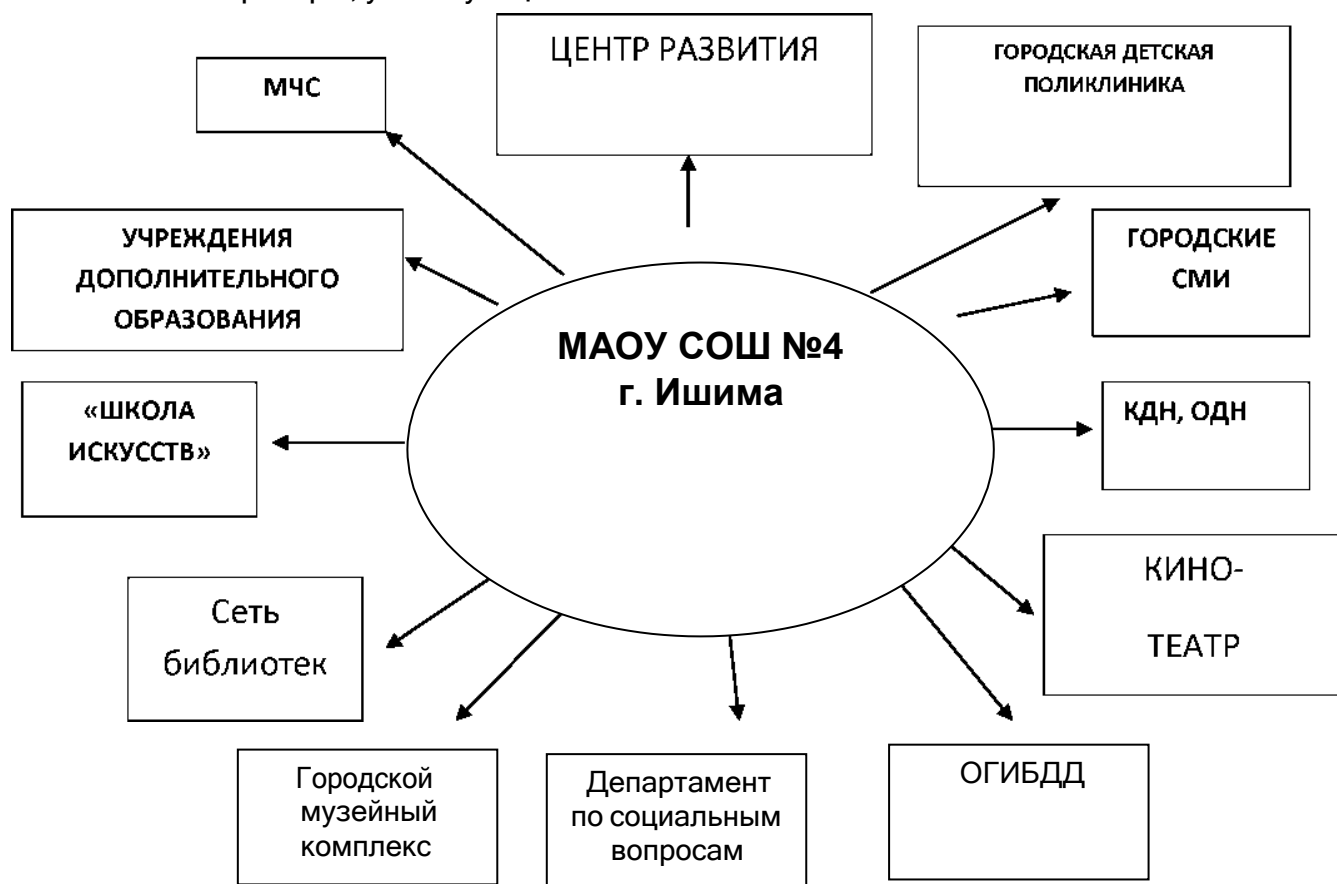 ЦЕНТР РАЗВИТИЯ
ГОРОДСКАЯ ДЕТСКАЯ
ПОЛИКЛИНИКА
МЧС
УЧРЕЖДЕНИЯ
ДОПОЛНИТЕЛЬНОГО
ОБРАЗОВАНИЯ
ГОРОДСКИЕ
СМИ
МАОУ СОШ №4
г. Ишима
«ШКОЛА
ИСКУССТВ»
КДН, ОДН
Сеть
библиотек
КИНО-
ТЕАТР
Городской
музейный
комплекс
Департамент
по социальным
вопросам
ОГИБДД